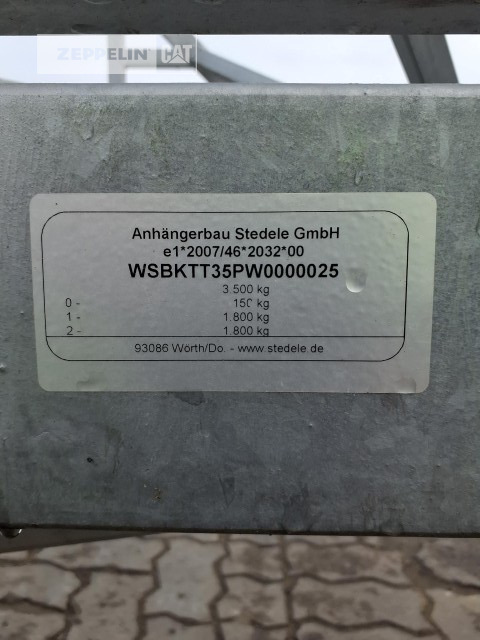 ZEPPELIN CAT
Anhängerbau Stedele GmbH
e1*2007/46*2032*00
WSBKTT35PW0000025
3.500 kg
0 - 150 kg
1 - 1.800 kg
2 - 1.800 kg
93086 Wörth/Do. - www.stedele.de